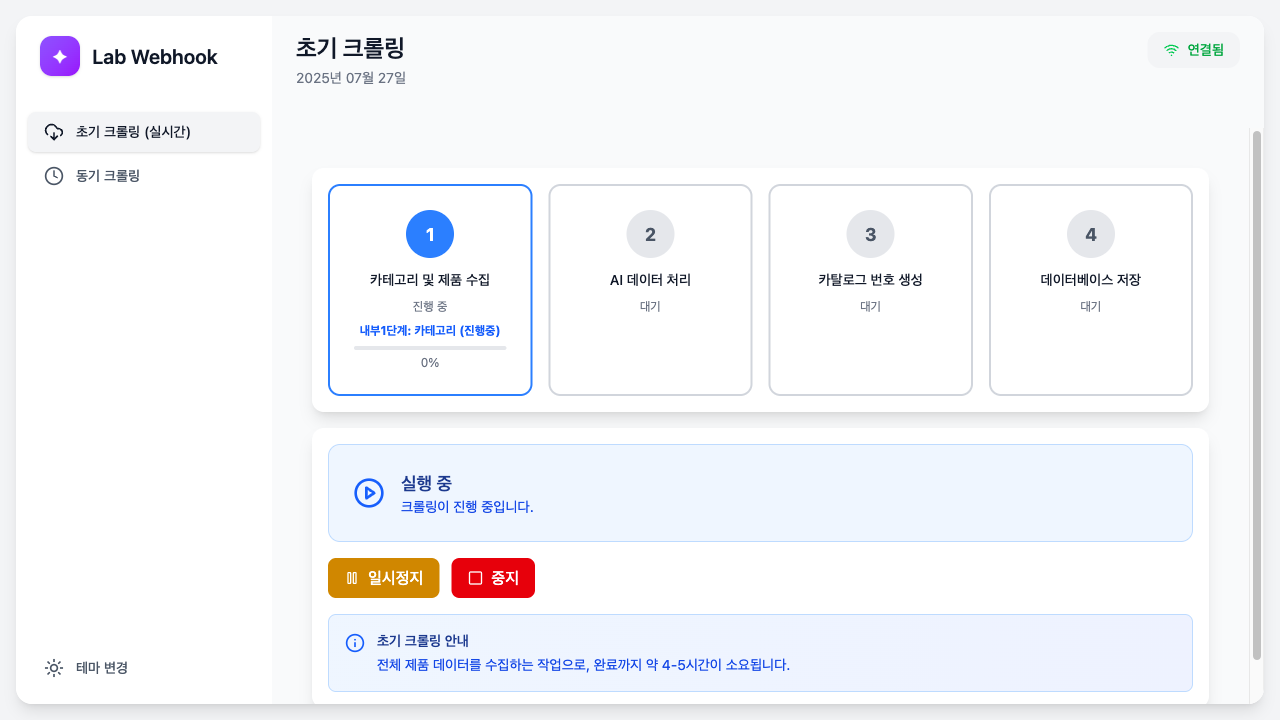 Lab Webhook
초기 크롤링 (실시간)
동기 크롤링
테마 변경
초기 크롤링
2025년 07월 27일
연결됨
1
카테고리 및 제품 수집
진행 중
내부1단계: 카테고리 (진행중)
0%
2
AI 데이터 처리
대기
3
카탈로그 번호 생성
대기
4
데이터베이스 저장
대기
실행 중
크롤링이 진행 중입니다.
일시정지
중지
초기 크롤링 안내
전체 제품 데이터를 수집하는 작업으로, 완료까지 약 4-5시간이 소요됩니다.